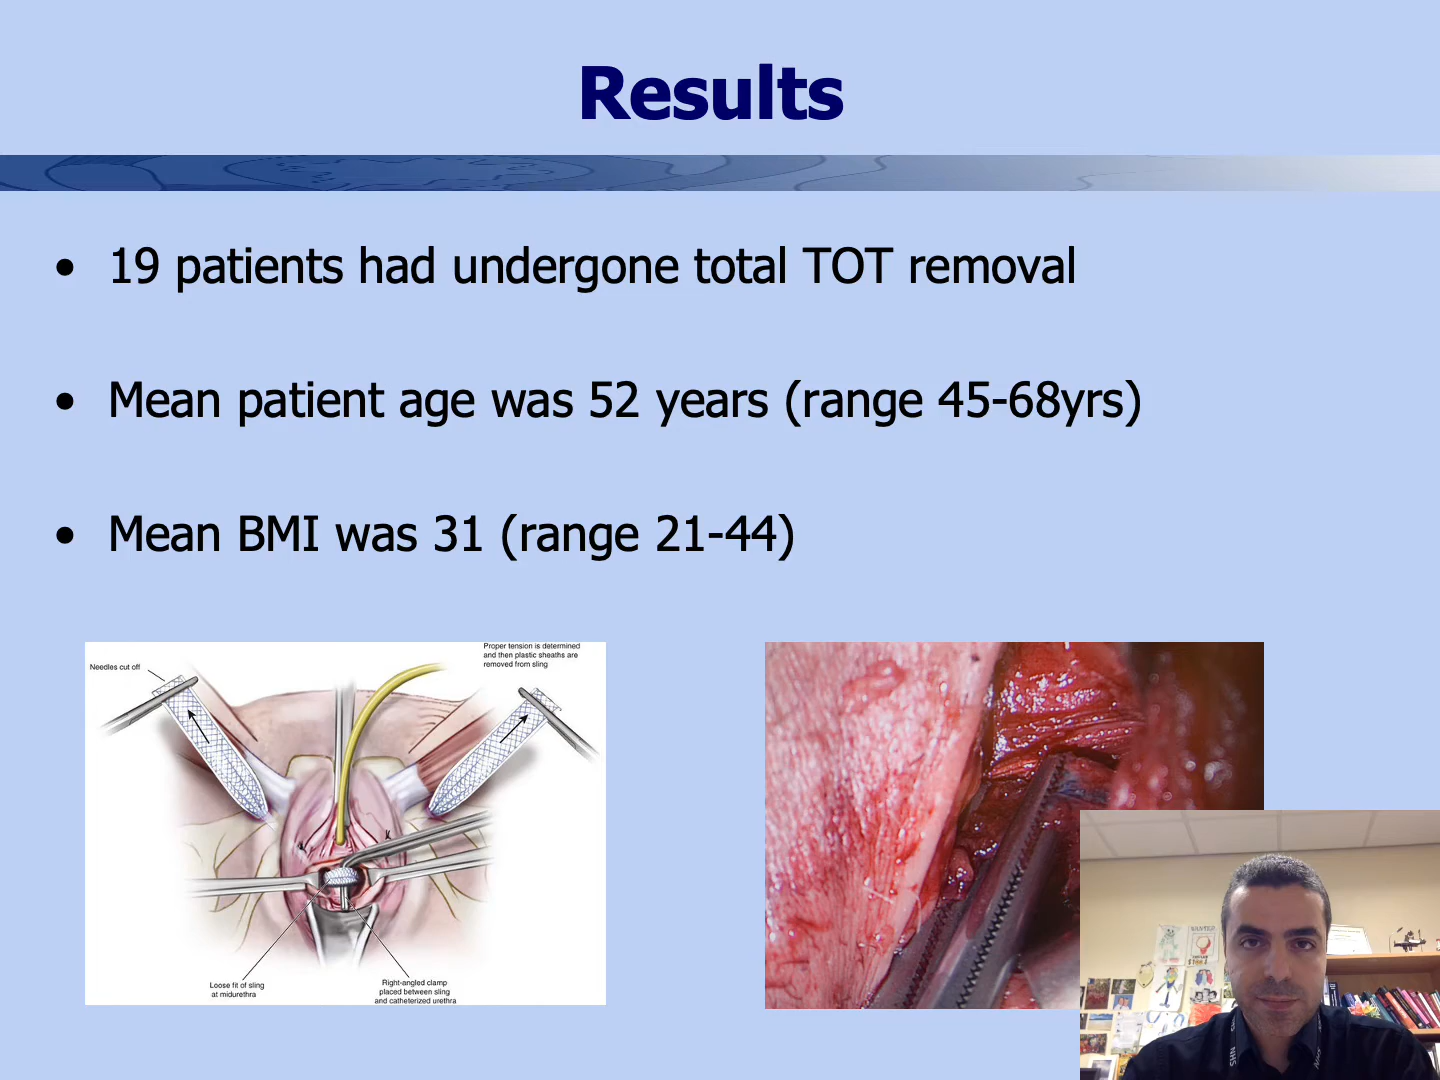 Results
• 19 patients had undergone total TOT removal
• Mean patient age was 52 years (range 45-68yrs)
• Mean BMI was 31 (range 21-44)
Needles cut off
Proper tension is determined
and then plastic sheaths are
removed from sling
Loose fit of sling
at midurethra
Right-angled clamp
placed between sling
and catheterized urethra
WANTED
NHS